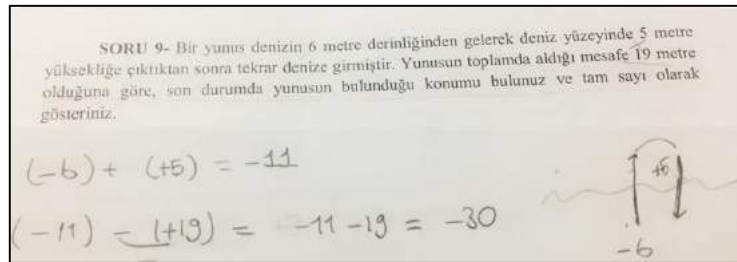 SORU 9- Bir yunus denizin 6 metre derinliğinden gelerek deniz yüzeyinde 5 metre
yüksekliğe çıktıktan sonra tekrar denize girmiştir. Yunusun toplamda aldığı mesafe 19 metre
olduğuna göre, son durumda yunusun bulunduğu konumu bulunuz ve tam sayı olarak
gösteriniz.
(-6) + (+5) = -11
(-11) - (+19) = -11 -19 = -30
-6